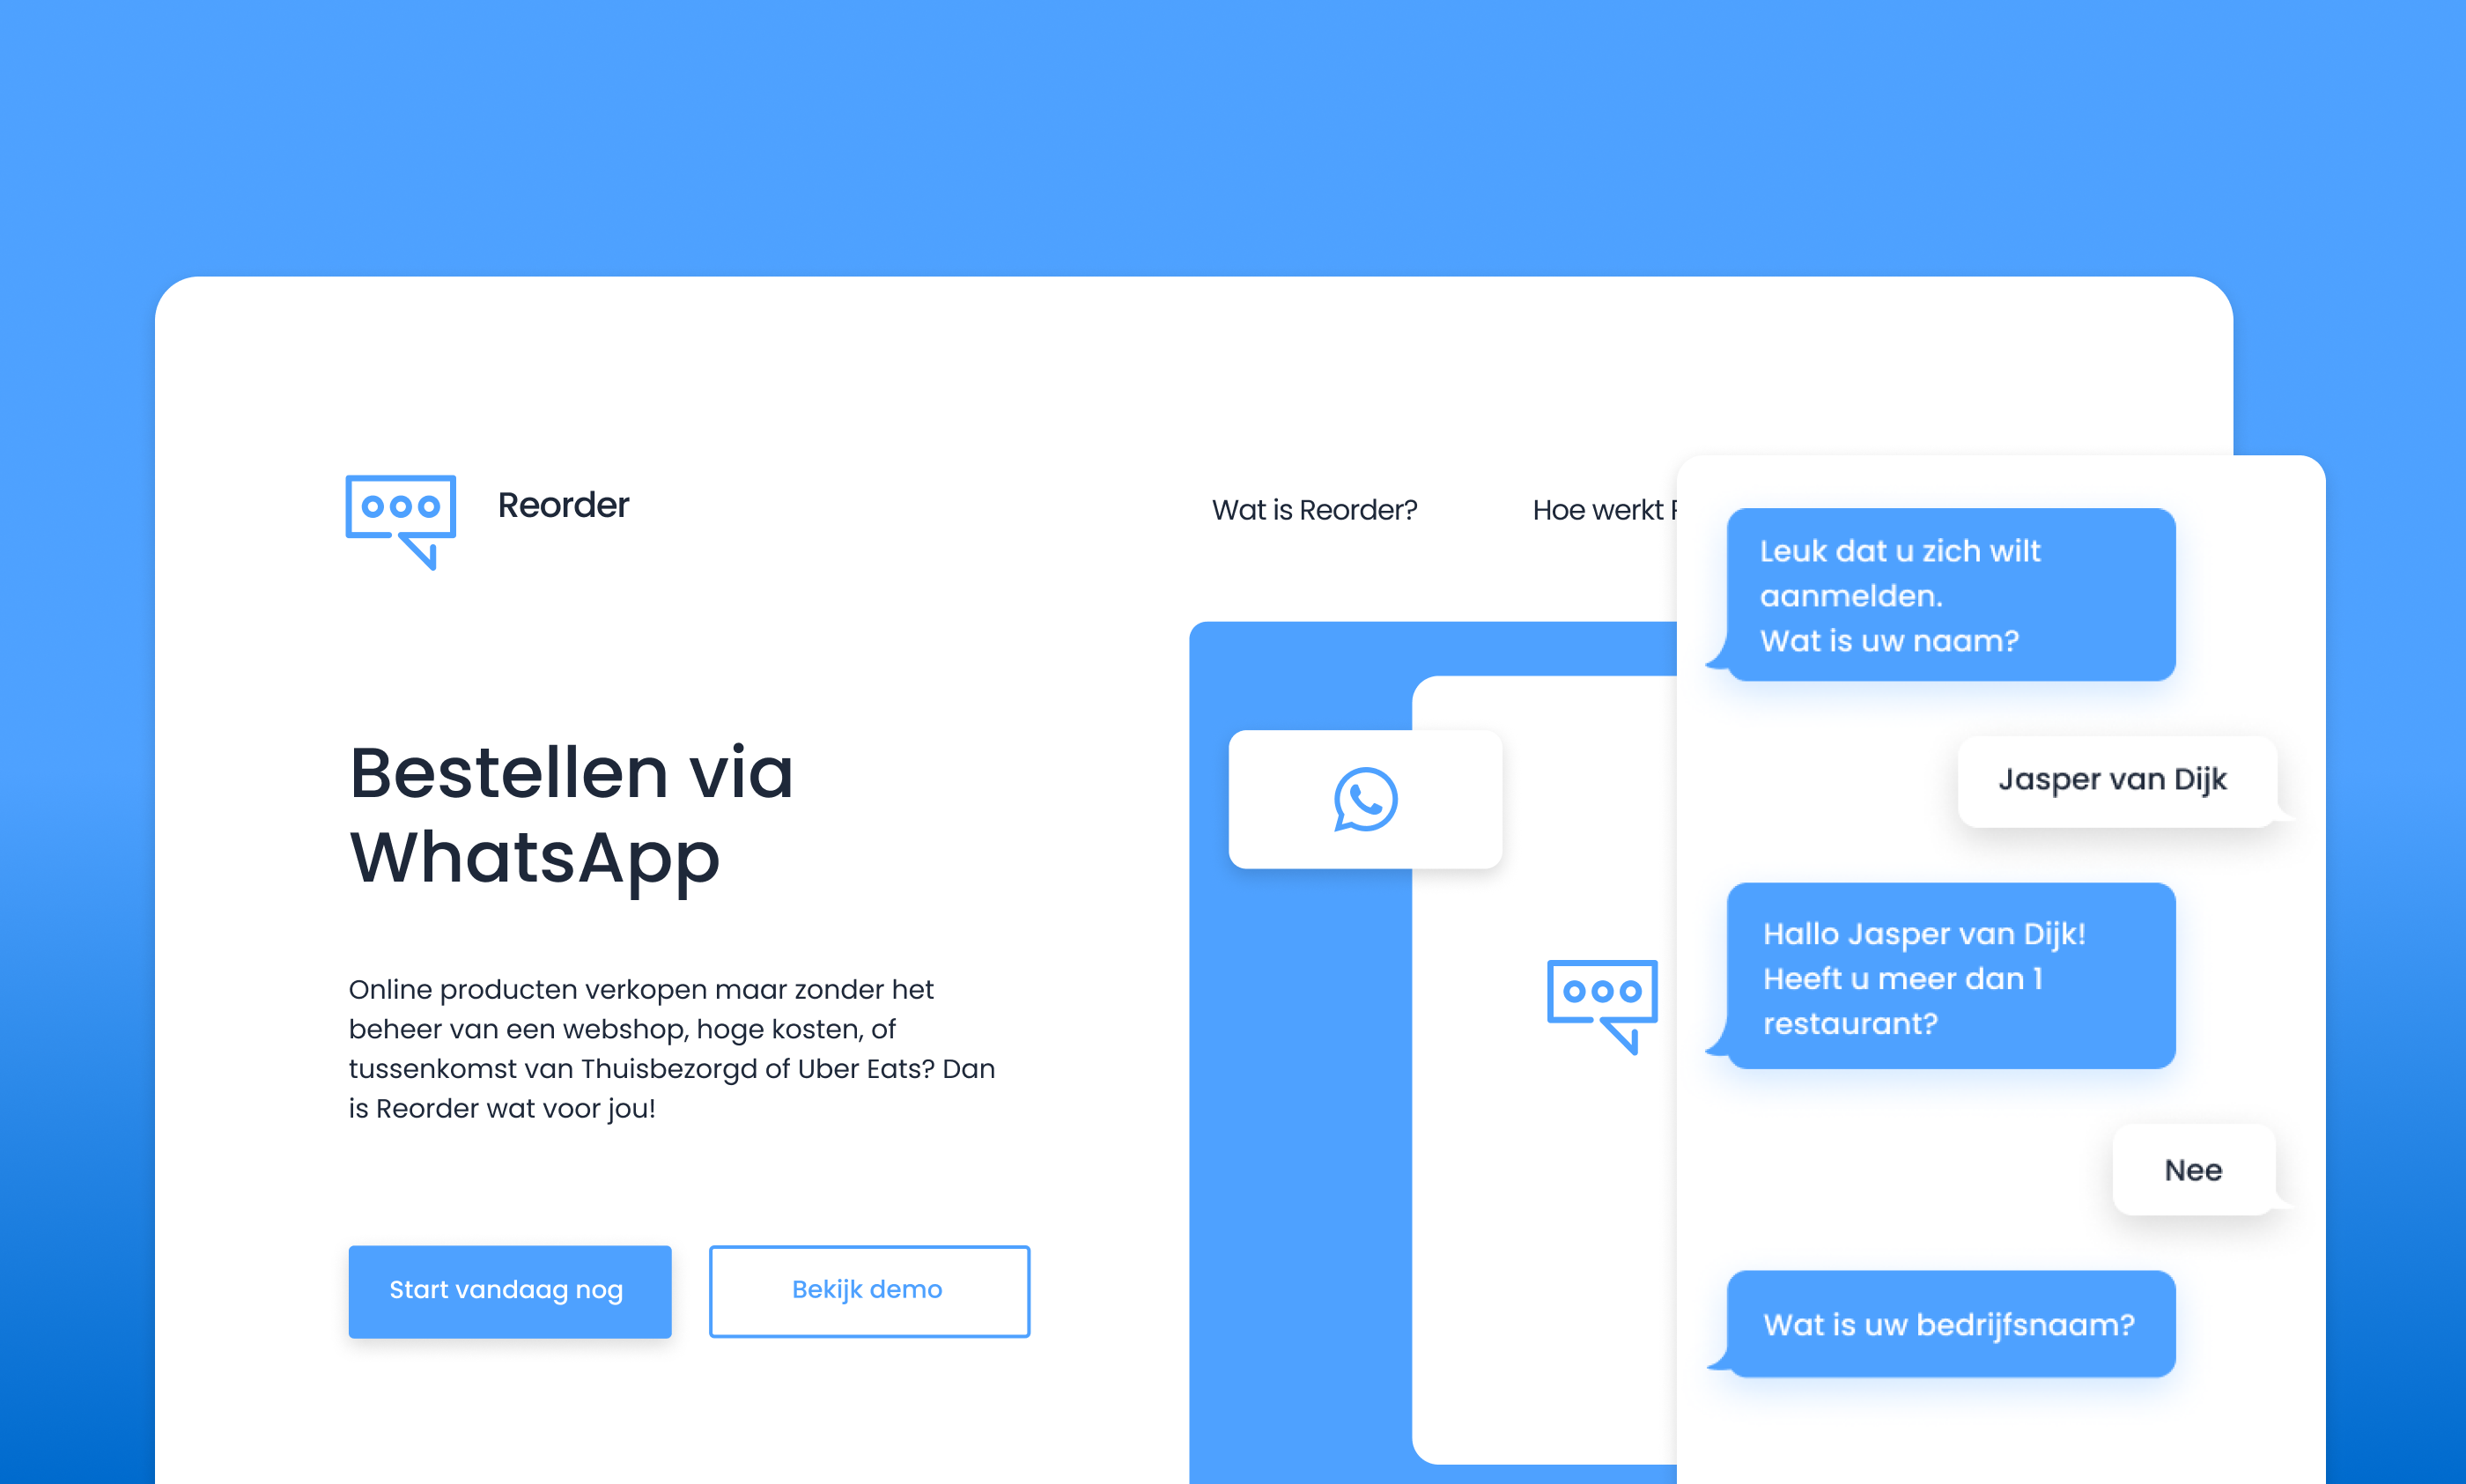 Reorder
Wat is Reorder?
Hoe werkt
Bestellen via
WhatsApp
Online producten verkopen maar zonder het
beheer van een webshop, hoge kosten, of
tussenkomst van Thuisbezorgd of Uber Eats? Dan
is Reorder wat voor jou!
Start vandaag nog
Bekijk demo
Leuk dat u zich wilt
aanmelden.
Wat is uw naam?
Jasper van Dijk
Hallo Jasper van Dijk!
Heeft u meer dan 1
restaurant?
Nee
Wat is uw bedrijfsnaam?